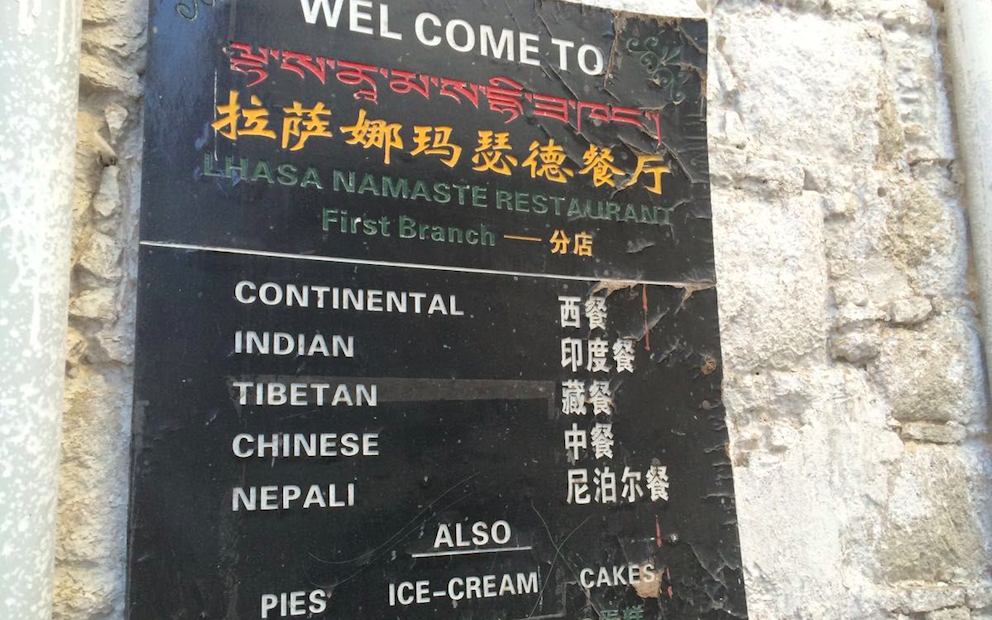 WEL COME TO
拉萨娜玛瑟德餐厅
LHASA NAMASTE RESTAURANT
First Branch — 分店
CONTINENTAL 西餐
INDIAN 印度餐
TIBETAN 藏餐
CHINESE 中餐
NEPALI 尼泊尔餐
ALSO
PIES ICE-CREAM CAKES